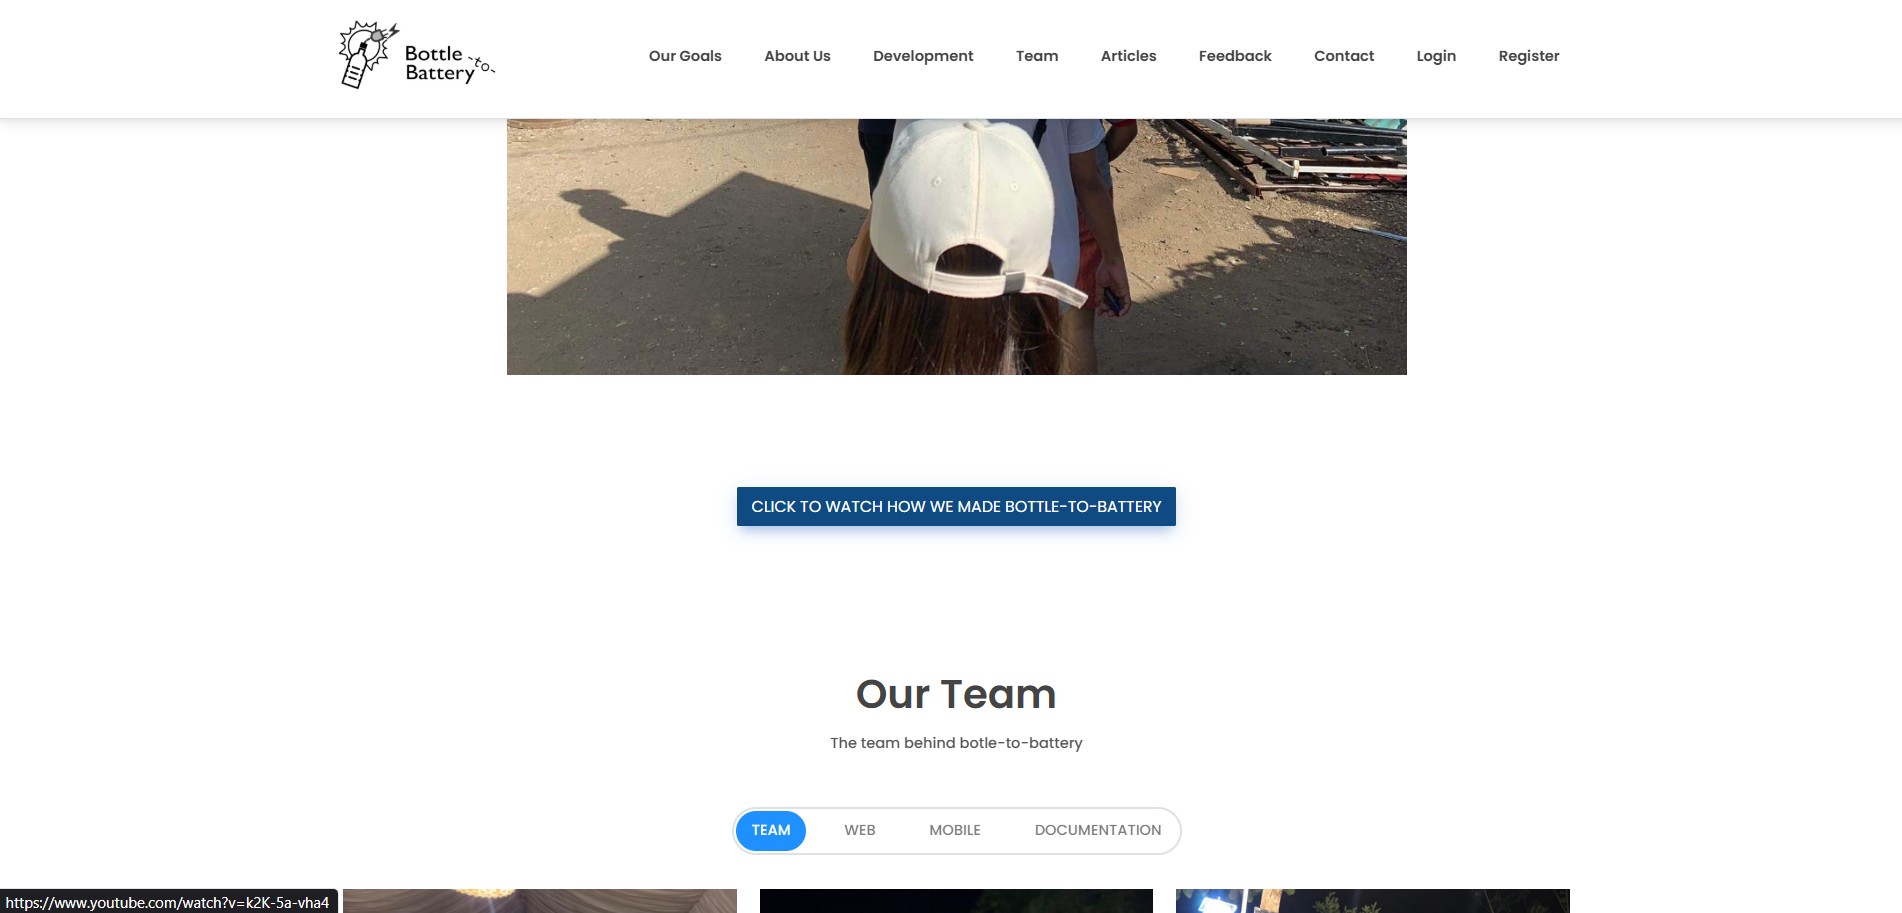 Bottle
-to-
Battery
Our Goals About Us Development Team Articles Feedback Contact Login Register
CLICK TO WATCH HOW WE MADE BOTTLE-TO-BATTERY
Our Team
The team behind botle-to-battery
TEAM WEB MOBILE DOCUMENTATION
https://www.youtube.com/watch?v=k2K-5a-vha4